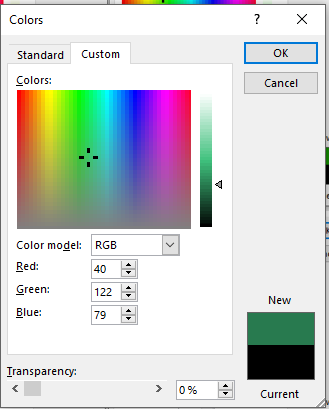 Colors ? ×
Standard Custom OK
Cancel
Colors:
Color model: RGB
Red: 40
Green: 122
Blue: 79
New
Transparency:
0 %
Current